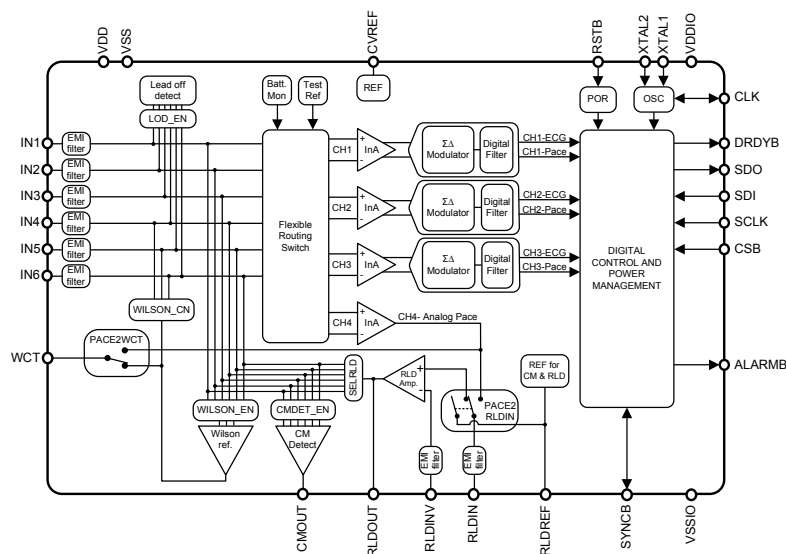 VDD
VSS
CVREF
RSTB
XTAL2
XTAL1
VDDIO
Lead off
detect
LOD_EN
Batt.
Mon
Test
Ref
REF
POR
OSC
CLK
IN1
EMI
filter
IN2
EMI
filter
IN3
EMI
filter
IN4
EMI
filter
IN5
EMI
filter
IN6
EMI
filter
Flexible
Routing
Switch
CH1
+
-
InA
ΣΔ
Modulator
Digital
Filter
CH1-ECG
CH1-Pace
CH2
+
-
InA
ΣΔ
Modulator
Digital
Filter
CH2-ECG
CH2-Pace
CH3
+
-
InA
ΣΔ
Modulator
Digital
Filter
CH3-ECG
CH3-Pace
CH4
+
-
InA
CH4- Analog Pace
DIGITAL
CONTROL AND
POWER
MANAGEMENT
DRDYB
SDO
SDI
SCLK
CSB
ALARMB
WILSON_CN
PACE2WCT
WCT
WILSON_EN
Wilson
ref.
CMDET_EN
CM
Detect
SELRLD
RLD
Amp.
+
-
PACE2
RLDIN
REF for
CM & RLD
EMI
filter
EMI
filter
CMOUT
RLDOUT
RLDINV
RLDIN
RLDREF
SYNCB
VSSIO